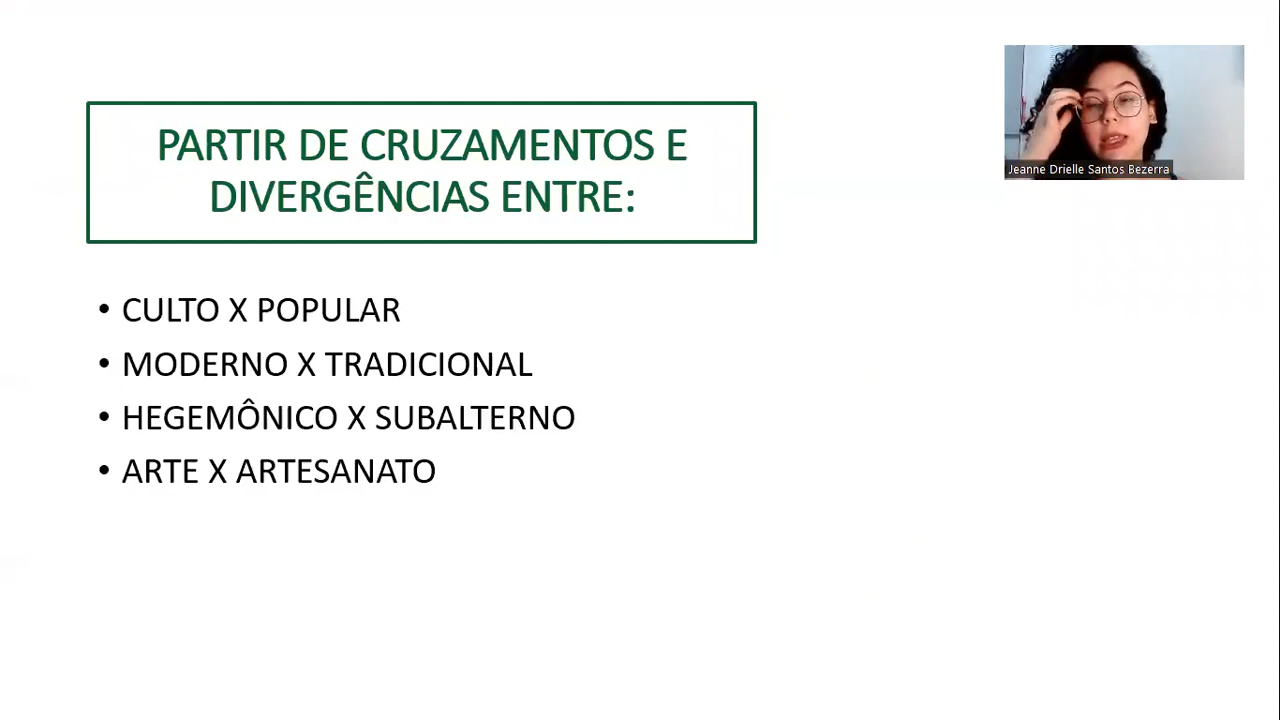 PARTIR DE CRUZAMENTOS E
DIVERGÊNCIAS ENTRE:
• CULTO X POPULAR
• MODERNO X TRADICIONAL
• HEGEMÔNICO X SUBALTERNO
• ARTE X ARTESANATO
Jeanne Drielle Santos Bezerra